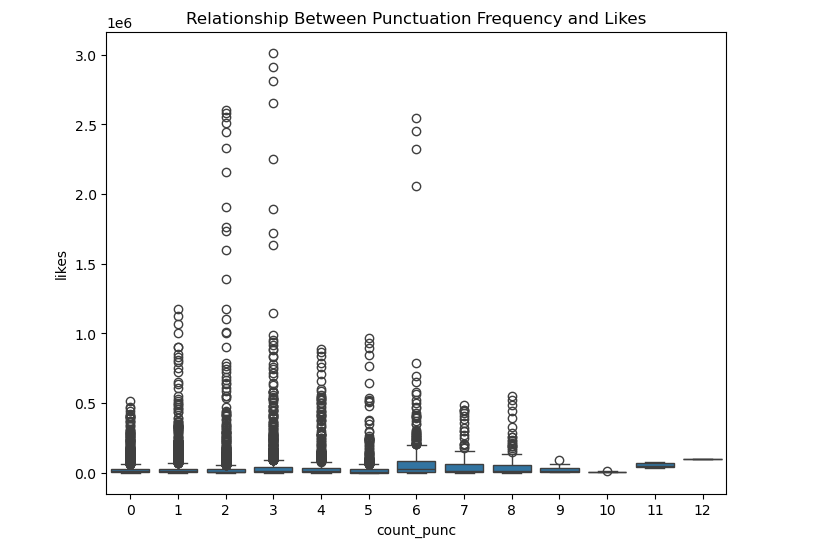 Relationship Between Punctuation Frequency and Likes
1e6
3.0
2.5
2.0
1.5
1.0
0.5
0.0
likes
0 1 2 3 4 5 6 7 8 9 10 11 12
count_punc